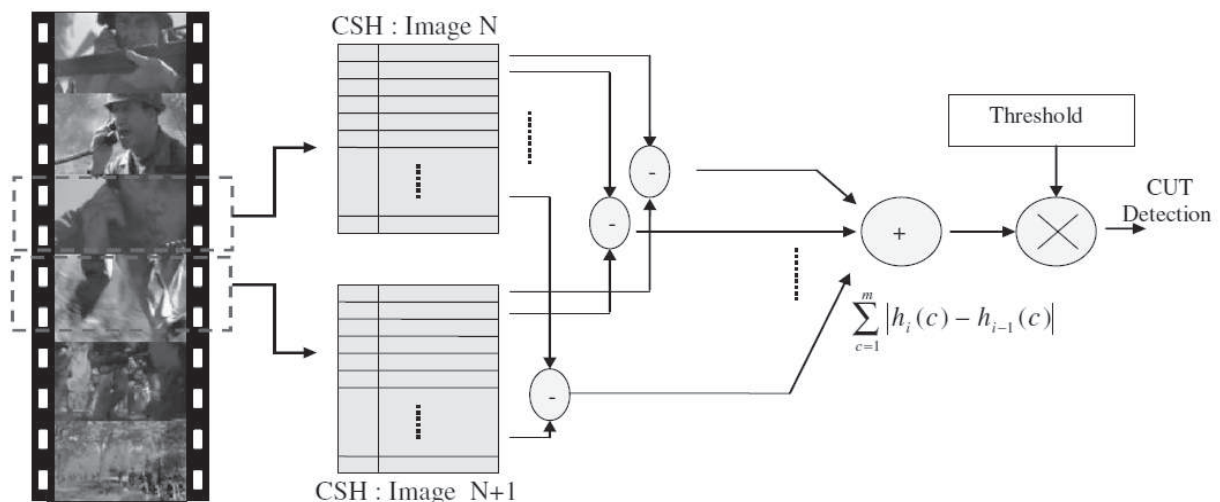 CSH : Image N
Threshold
-
-
CUT
Detection
+
$\sum_{c=1}^{m} |h_i(c) - h_{i-1}(c)|$
-
CSH : Image N+1